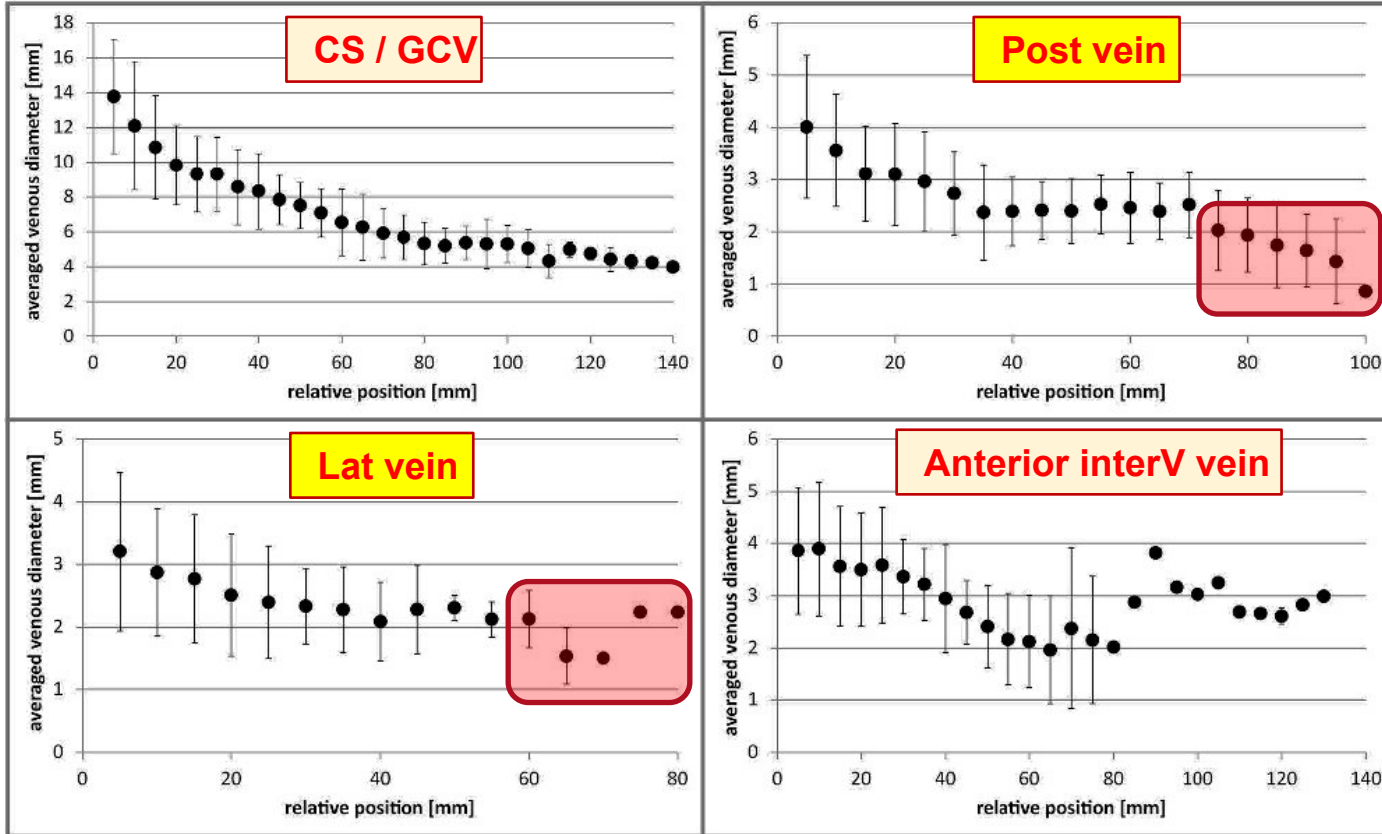 CS / GCV
averaged venous diameter [mm]
18
16
14
12
10
8
6
4
2
0
0 20 40 60 80 100 120 140
relative position [mm]
Post vein
averaged venous diameter [mm]
6
5
4
3
2
1
0
0 20 40 60 80 100
relative position [mm]
Lat vein
averaged venous diameter [mm]
5
4
3
2
1
0
0 20 40 60 80
relative position [mm]
Anterior interV vein
averaged venous diameter [mm]
6
5
4
3
2
1
0
0 20 40 60 80 100 120 140
relative position [mm]